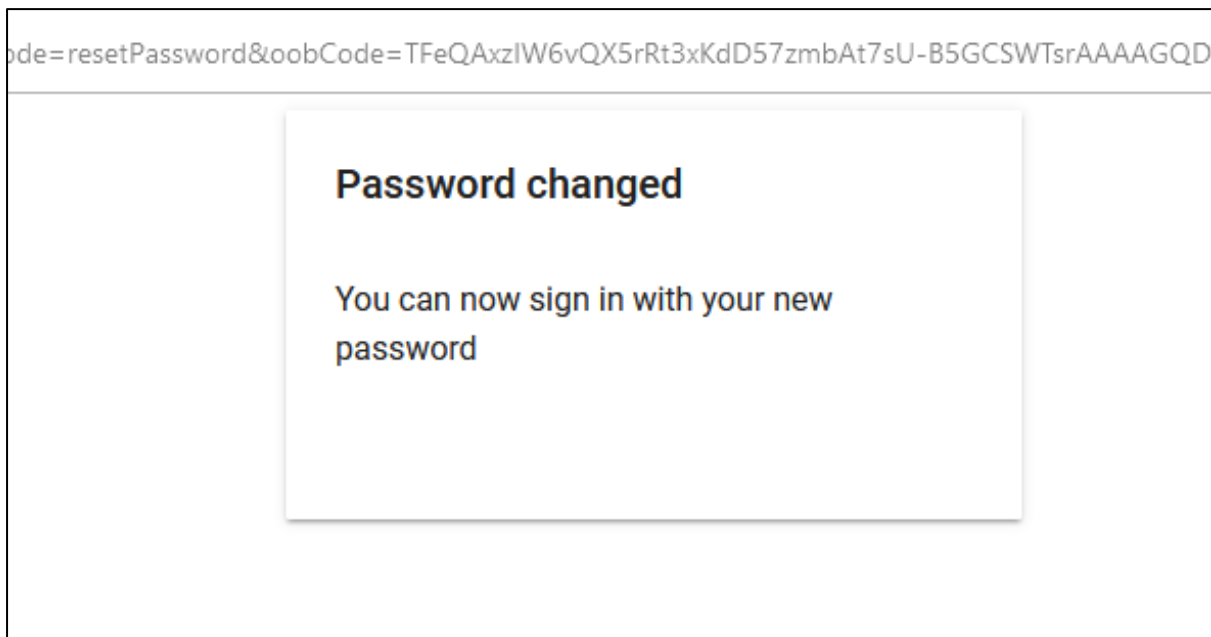 ode=resetPassword&oobCode=TFeQAxzIW6vQX5rRt3xKdD57zmbAt7sU-B5GCSWTsrAAAAGQD
Password changed
You can now sign in with your new
password